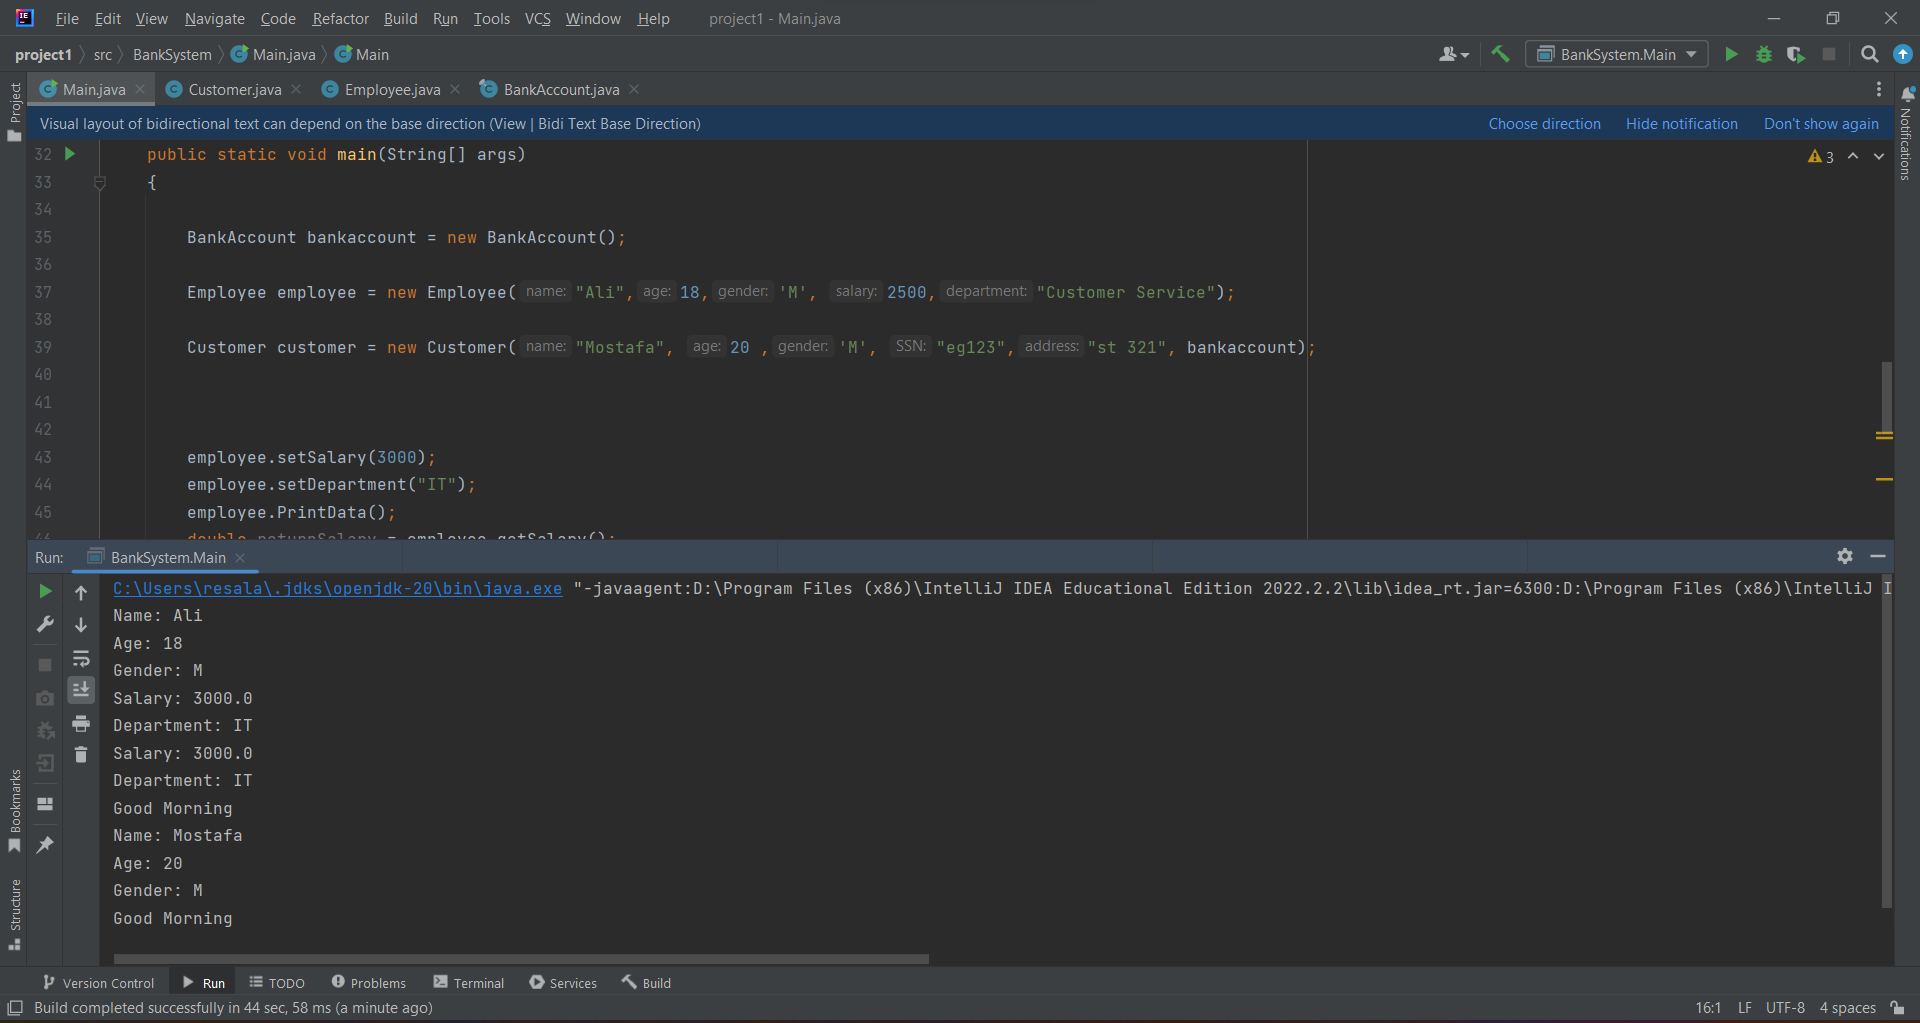 File Edit View Navigate Code Refactor Build Run Tools VCS Window Help project1 - Main.java
project1 src BankSystem Main.java Main BankSystem.Main
Main.java Customer.java Employee.java BankAccount.java
Visual layout of bidirectional text can depend on the base direction (View | Bidi Text Base Direction) Choose direction Hide notification Don't show again
32 public static void main(String[] args) 3
33 {
34
35 BankAccount bankaccount = new BankAccount();
36
37 Employee employee = new Employee( name: "Ali", age: 18, gender: 'M', salary: 2500, department: "Customer Service");
38
39 Customer customer = new Customer( name: "Mostafa", age: 20 , gender: 'M', SSN: "eg123", address: "st 321", bankaccount);
40
41
42
43 employee.setSalary(3000);
44 employee.setDepartment("IT");
45 employee.PrintData();
46 double returnSalary = employee.getSalary();
Run: BankSystem.Main
C:\Users\resala\.jdks\openjdk-20\bin\java.exe "-javaagent:D:\Program Files (x86)\IntelliJ IDEA Educational Edition 2022.2.2\lib\idea_rt.jar=6300:D:\Program Files (x86)\IntelliJ I
Name: Ali
Age: 18
Gender: M
Salary: 3000.0
Department: IT
Salary: 3000.0
Department: IT
Good Morning
Name: Mostafa
Age: 20
Gender: M
Good Morning
Project
Bookmarks
Structure
Notifications
Version Control Run TODO Problems Terminal Services Build
Build completed successfully in 44 sec, 58 ms (a minute ago) 16:1 LF UTF-8 4 spaces